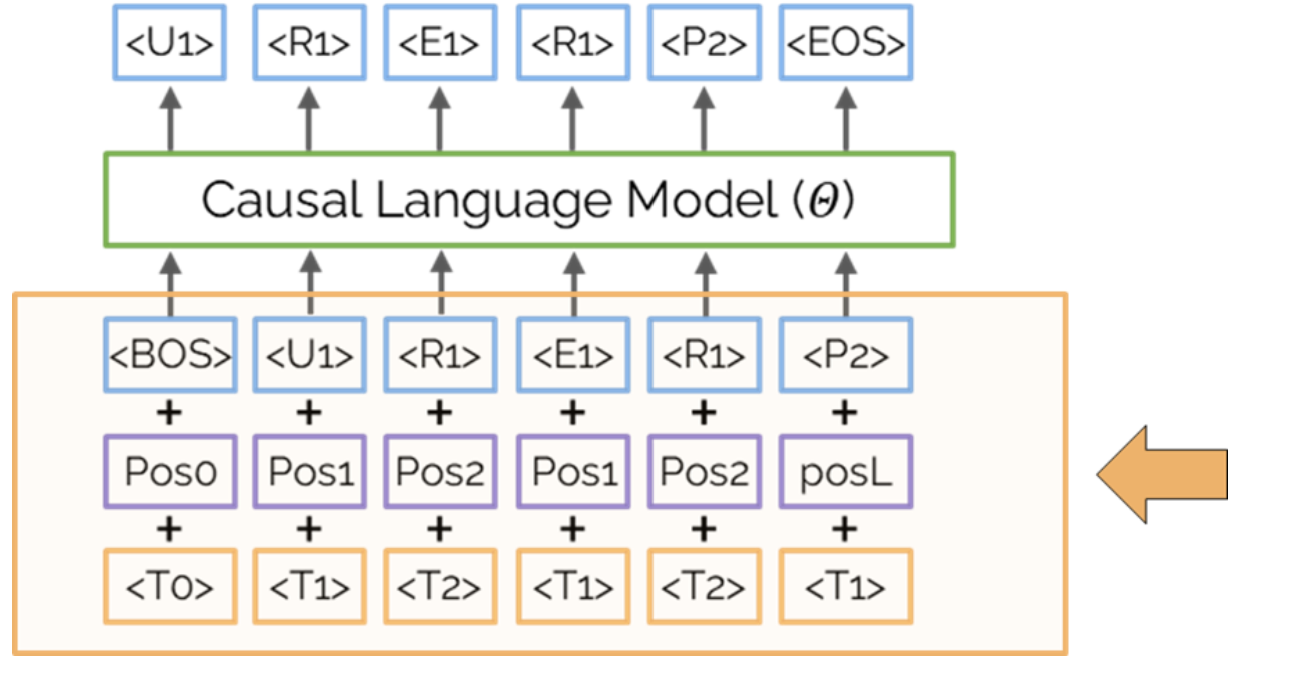 <U1> <R1> <E1> <R1> <P2> <EOS>
Causal Language Model (Θ)
<BOS> <U1> <R1> <E1> <R1> <P2>
+ + + + + +
Pos0 Pos1 Pos2 Pos1 Pos2 posL
+ + + + + +
<T0> <T1> <T2> <T1> <T2> <T1>